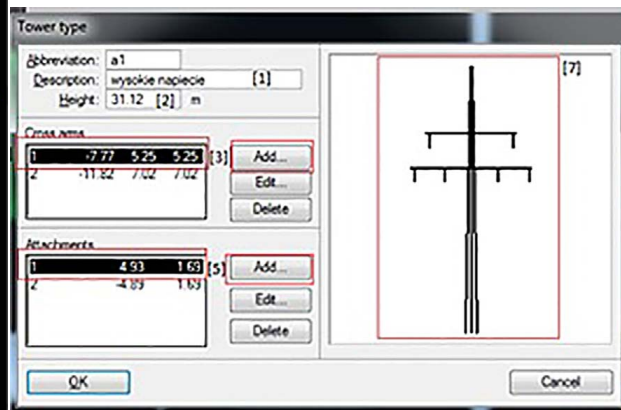 Tower type
Abbreviation: a1
Description: wysokie napiecie [1]
Height: 31.12 [2] m
[7]
Cross arms
1 -7.77 5.25 5.25 [3] Add...
2 -11.82 7.02 7.02
Edit...
Delete
Attachments
1 4.93 1.69 [5] Add...
2 -4.89 1.69
Edit...
Delete
OK
Cancel